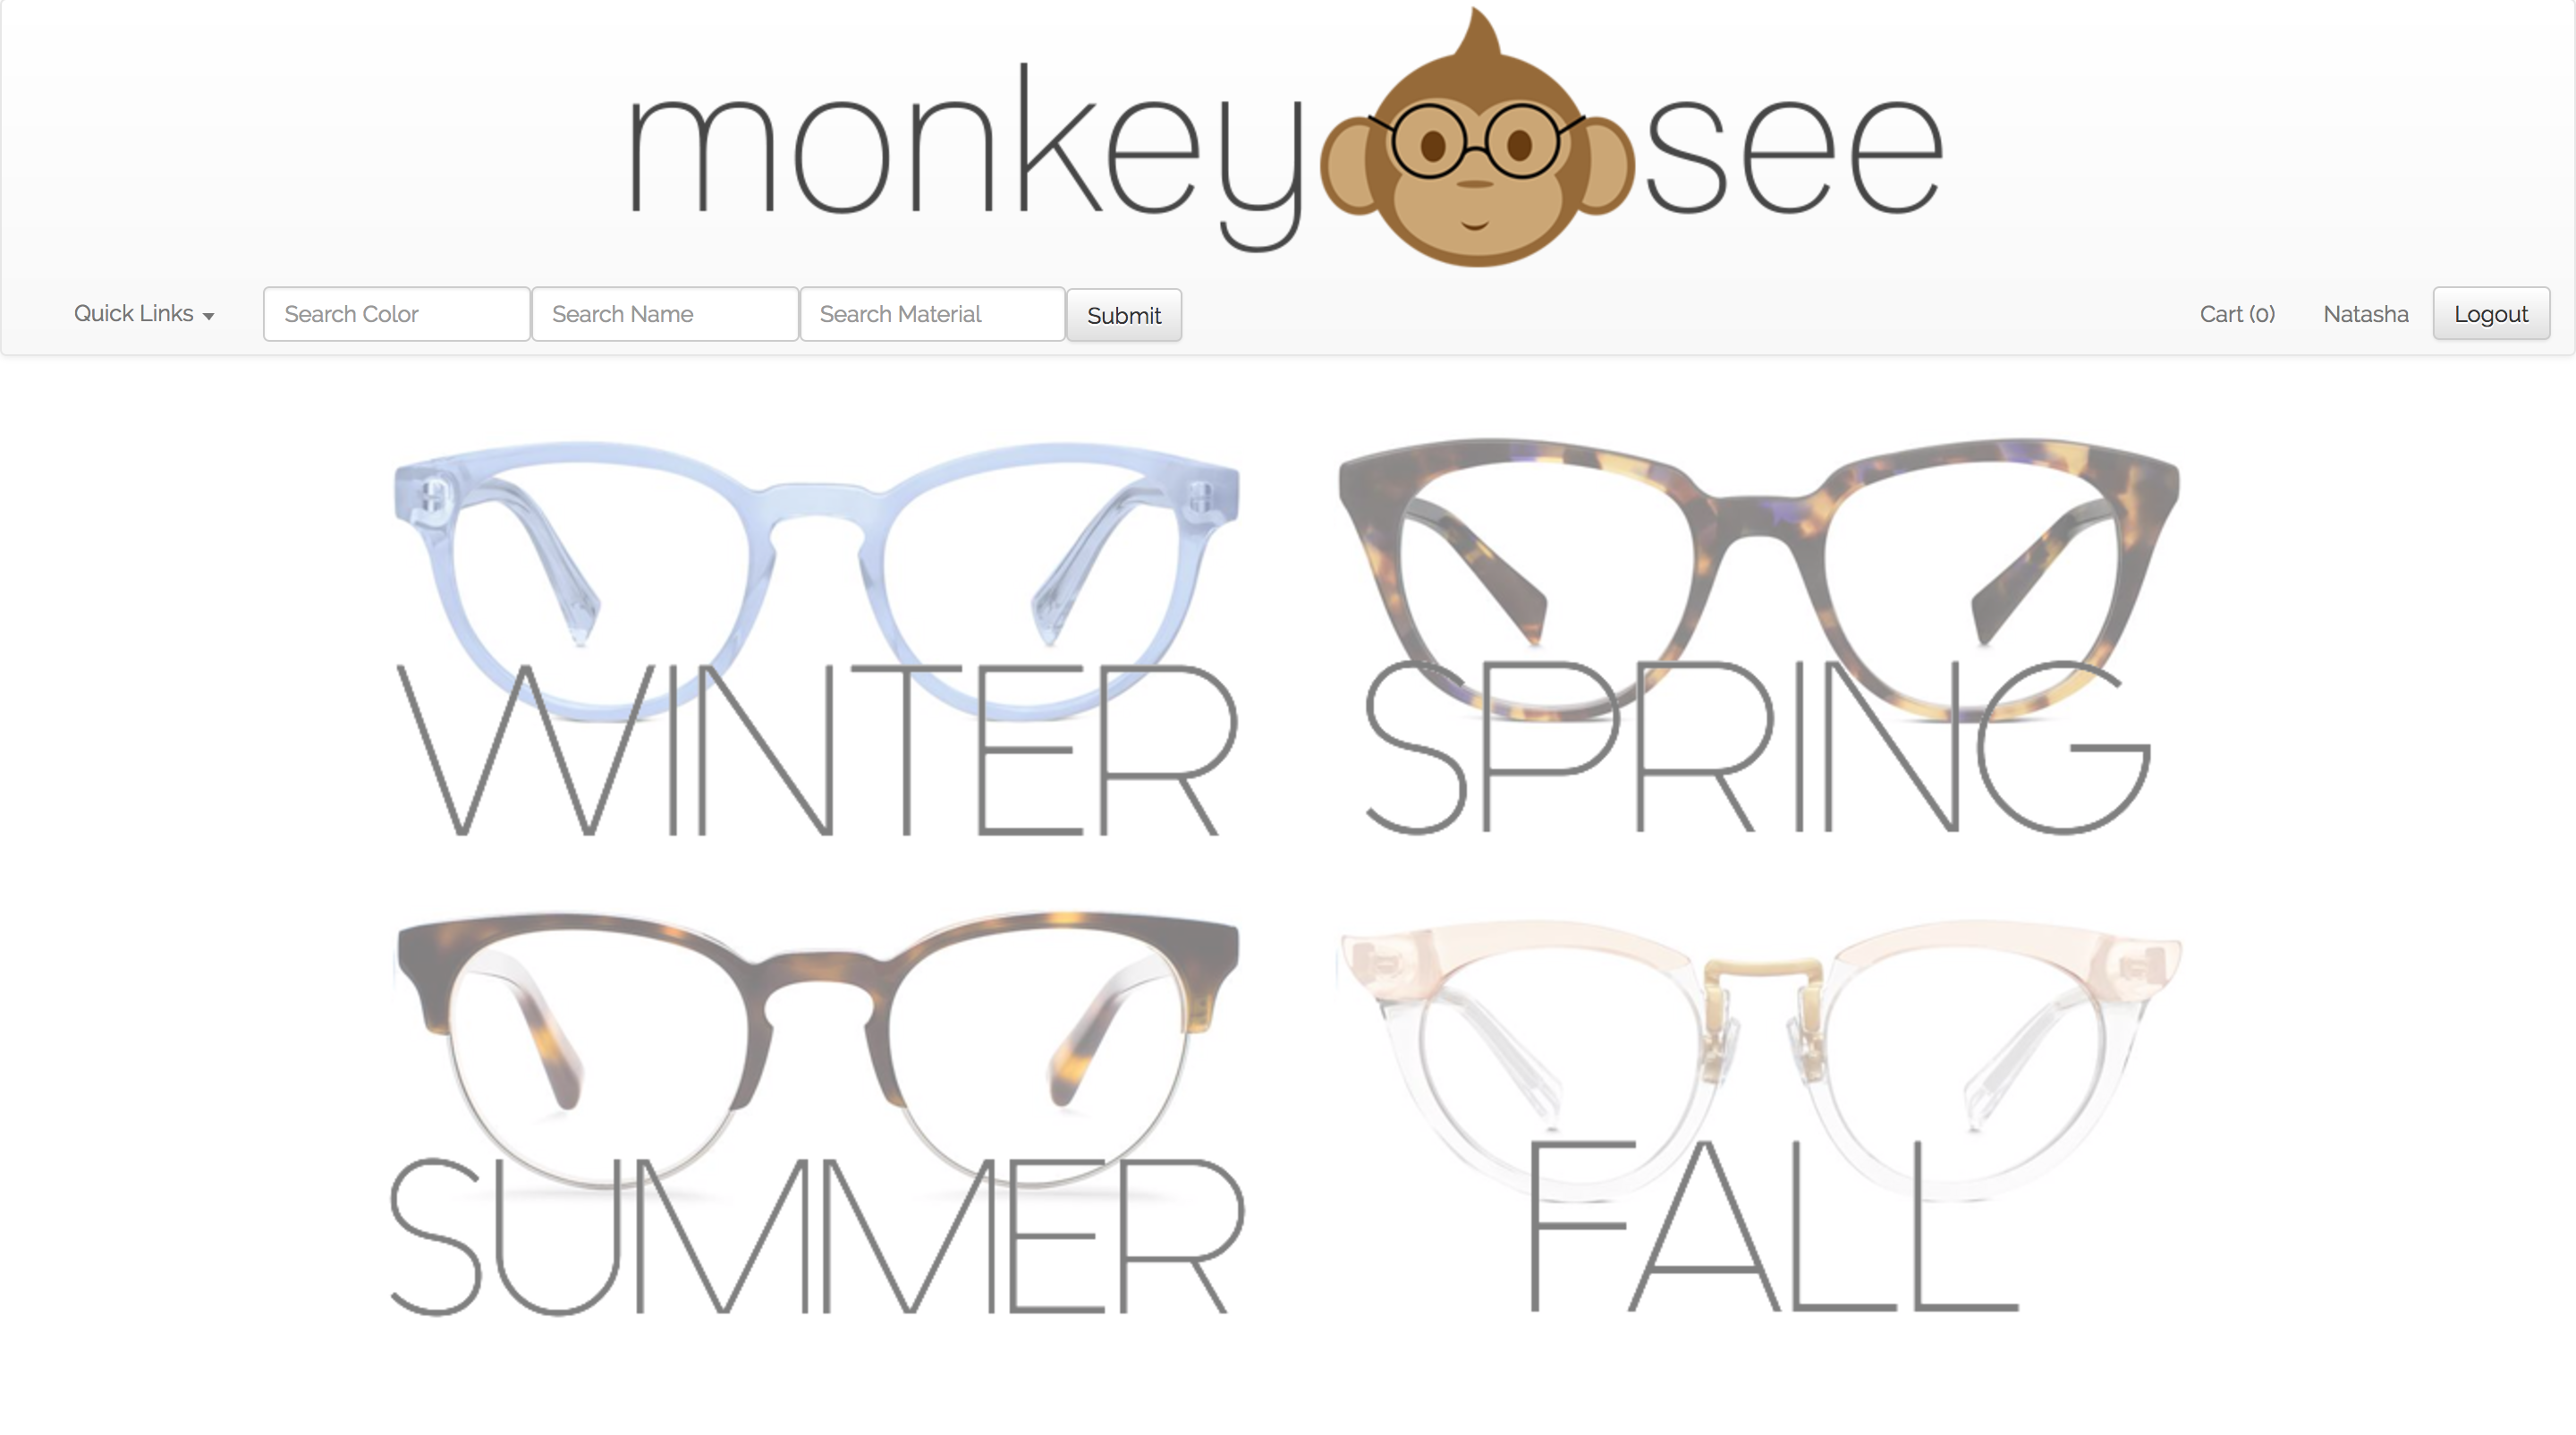 monkey see
Quick Links Search Color Search Name Search Material Submit Cart (0) Natasha Logout
WINTER SPRING
SUMMER FALL